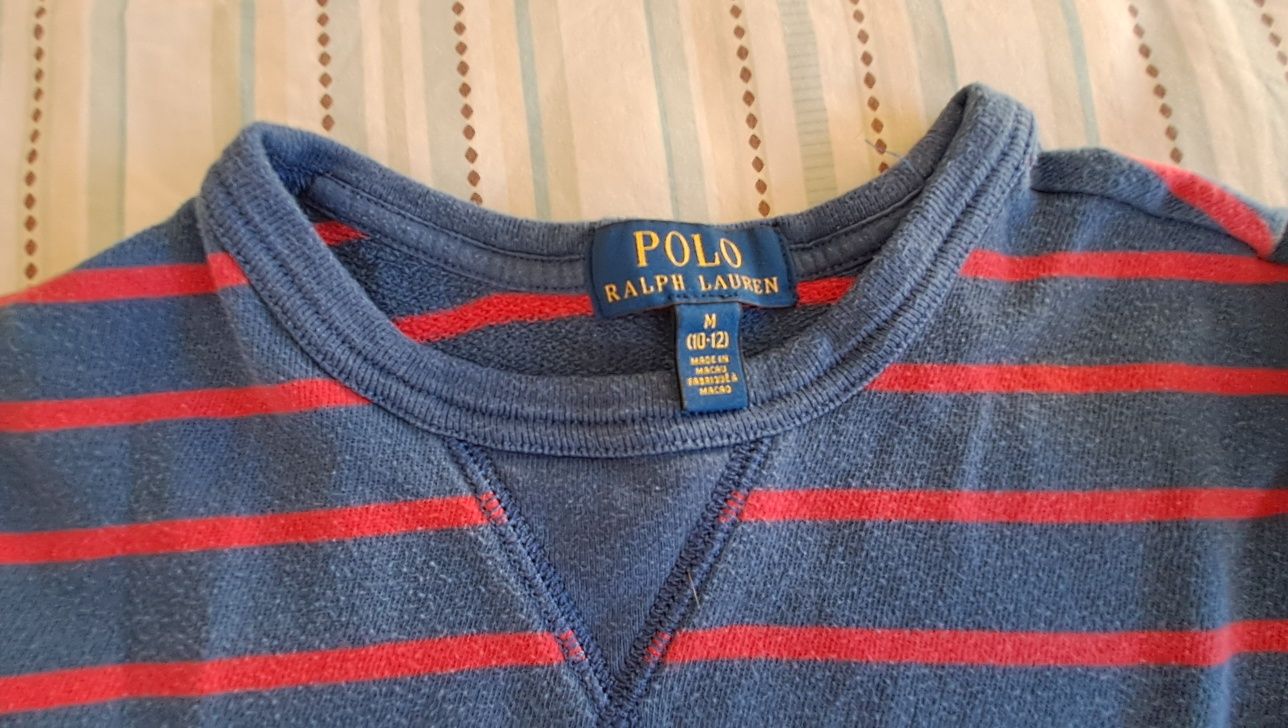 POLO
RALPH LAUREN
M
(10-12)
MADE IN
MACAU
FABRIQUÉ À
MACAO